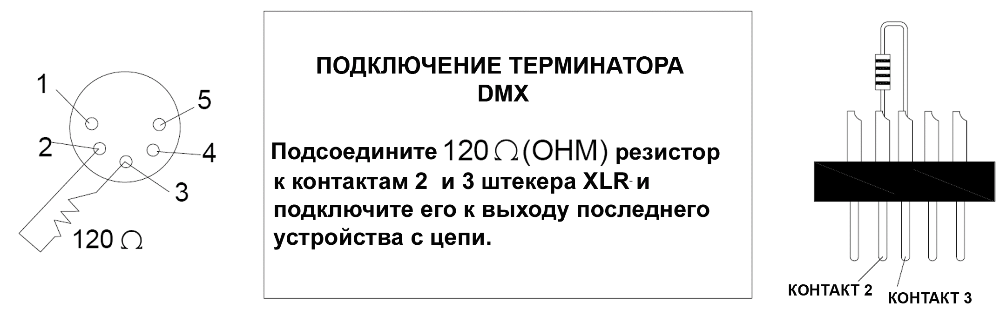 1
5
2
4
3
120 Ω
ПОДКЛЮЧЕНИЕ ТЕРМИНАТОРА
DMX
Подсоедините 120 Ω (OHM) резистор
к контактам 2 и 3 штекера XLR- и
подключите его к выходу последнего
устройства с цепи.
КОНТАКТ 2
КОНТАКТ 3